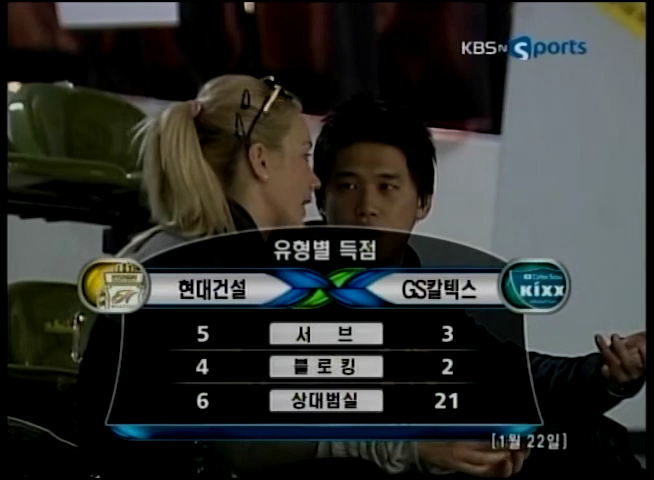 KBSN Sports
유형별 득점
현대건설 GS칼텍스
KIXX
5 서브 3
4 블로킹 2
6 상대범실 21
[1월 22일]